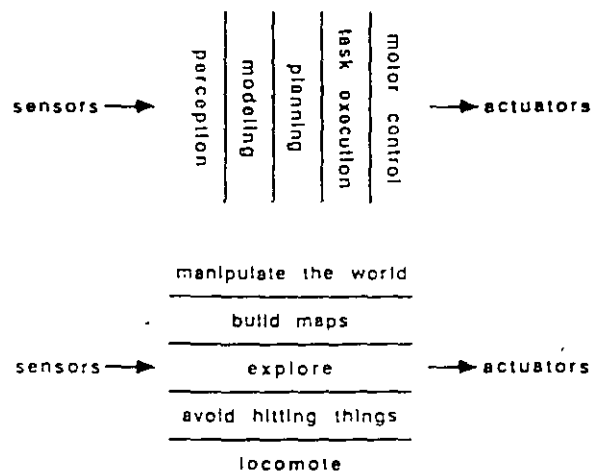 sensors
perception
modeling
planning
task execution
motor control
actuators
manipulate the world
build maps
sensors
explore
actuators
avoid hitting things
locomote